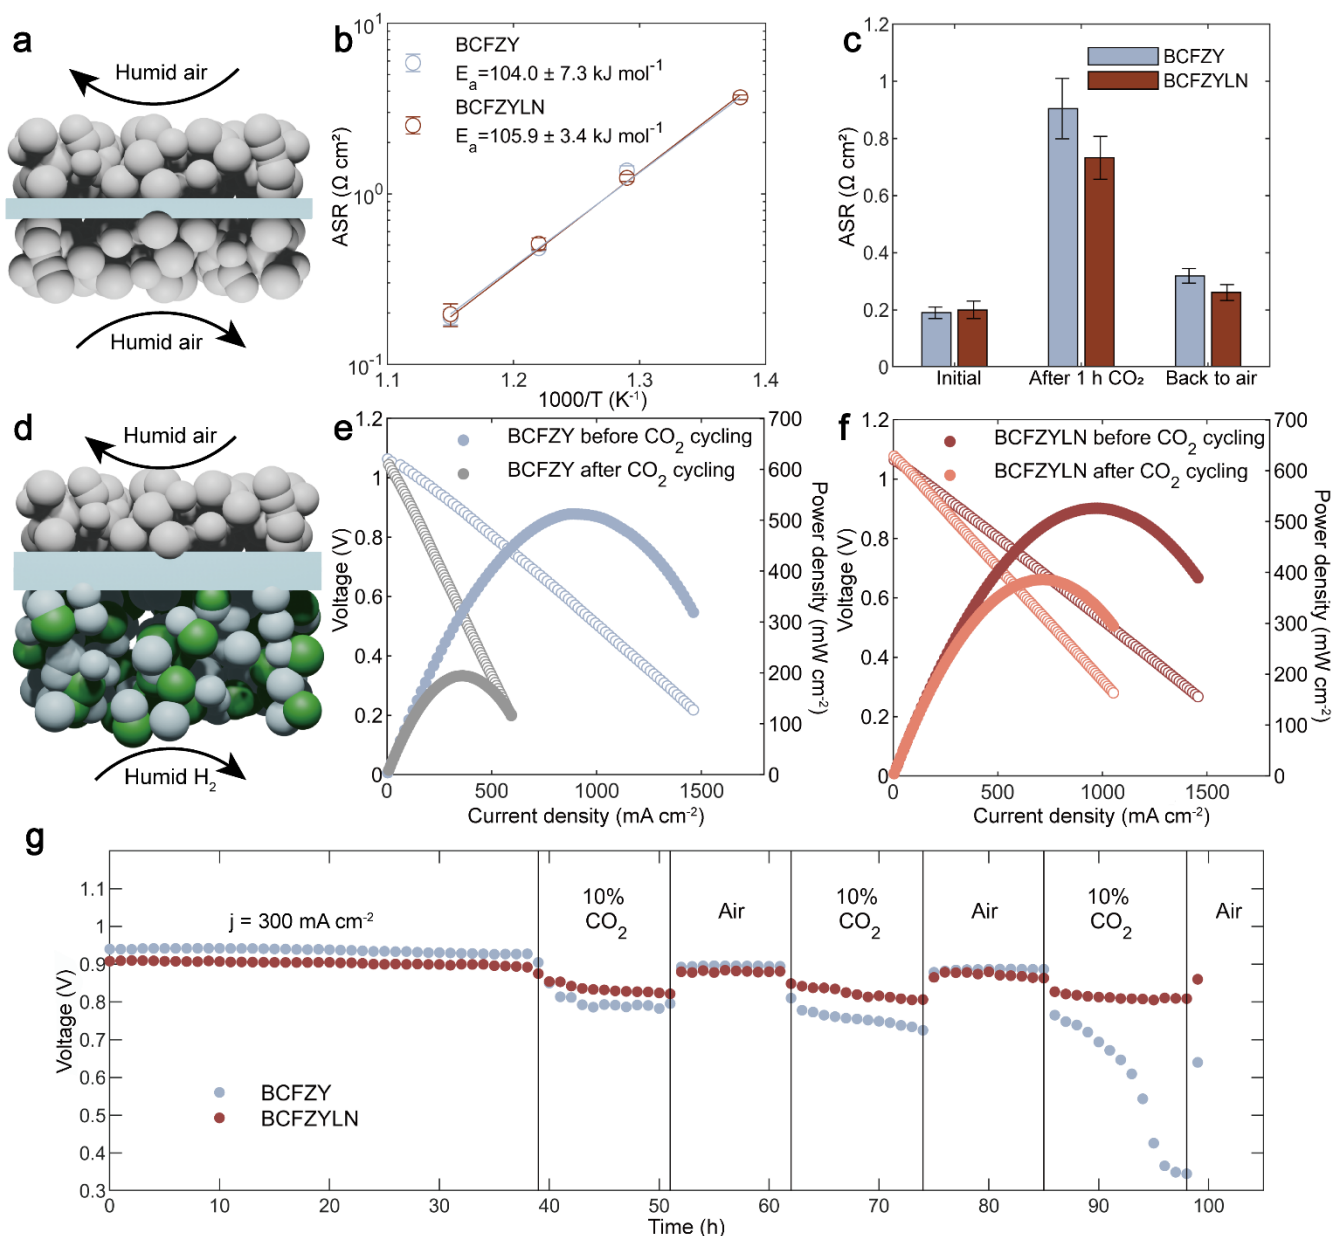 a
Humid air
Humid air
b
BCFZY
Eₐ=104.0 ± 7.3 kJ mol⁻¹
BCFZYLN
Eₐ=105.9 ± 3.4 kJ mol⁻¹
ASR (Ω cm²)
10¹
10⁰
10⁻¹
1.1 1.2 1.3 1.4
1000/T (K⁻¹)
c
BCFZY
BCFZYLN
ASR (Ω cm²)
1.2
1
0.8
0.6
0.4
0.2
0
Initial After 1 h CO₂ Back to air
d
Humid air
Humid H₂
e
BCFZY before CO₂ cycling
BCFZY after CO₂ cycling
Voltage (V)
1.2
1
0.8
0.6
0.4
0.2
0
0 500 1000 1500
Current density (mA cm⁻²)
700
600
500
400
300
200
100
0
Power density (mW cm⁻²)
f
BCFZYLN before CO₂ cycling
BCFZYLN after CO₂ cycling
Voltage (V)
1.2
1
0.8
0.6
0.4
0.2
0
0 500 1000 1500
Current density (mA cm⁻²)
700
600
500
400
300
200
100
0
Power density (mW cm⁻²)
g
j = 300 mA cm⁻²
10%
CO₂
Air
10%
CO₂
Air
10%
CO₂
Air
Voltage (V)
1.1
1
0.9
0.8
0.7
0.6
0.5
0.4
0.3
BCFZY
BCFZYLN
0 10 20 30 40 50 60 70 80 90 100
Time (h)